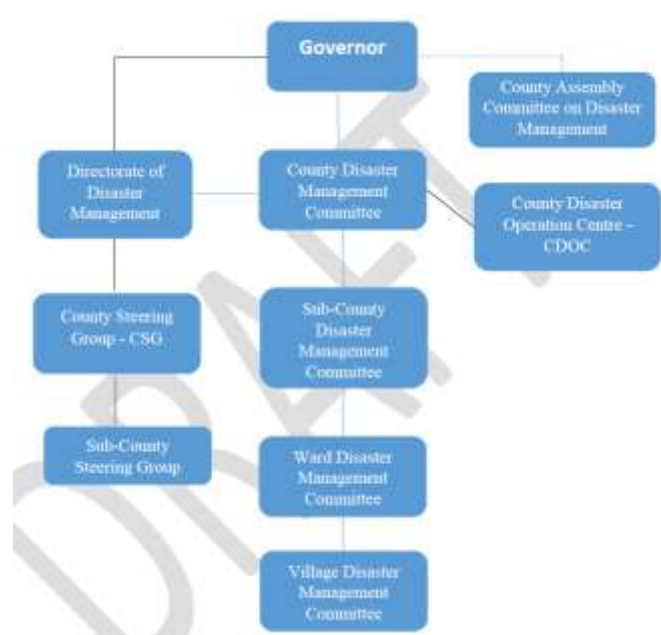 Governor
County Assembly
Committee on Disaster
Management
Directorate of
Disaster
Management
County Disaster
Management
Committee
County Disaster
Operation Centre –
CDOC
County Steering
Group - CSG
Sub-County
Disaster
Management
Committee
Sub-County
Steering Group
Ward Disaster
Management
Committee
Village Disaster
Management
Committee
DRAFT